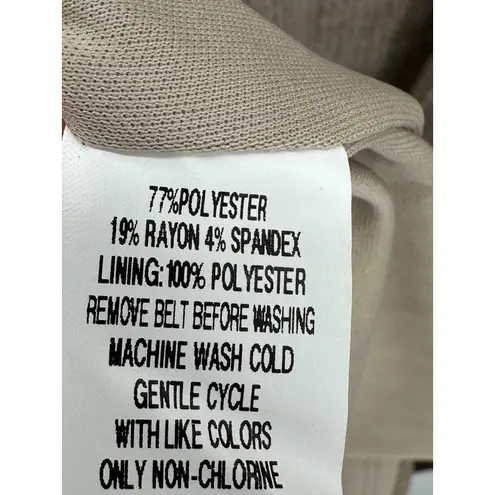 77%POLYESTER
19% RAYON 4% SPANDEX
LINING:100% POLYESTER
REMOVE BELT BEFORE WASHING
MACHINE WASH COLD
GENTLE CYCLE
WITH LIKE COLORS
ONLY NON-CHLORINE